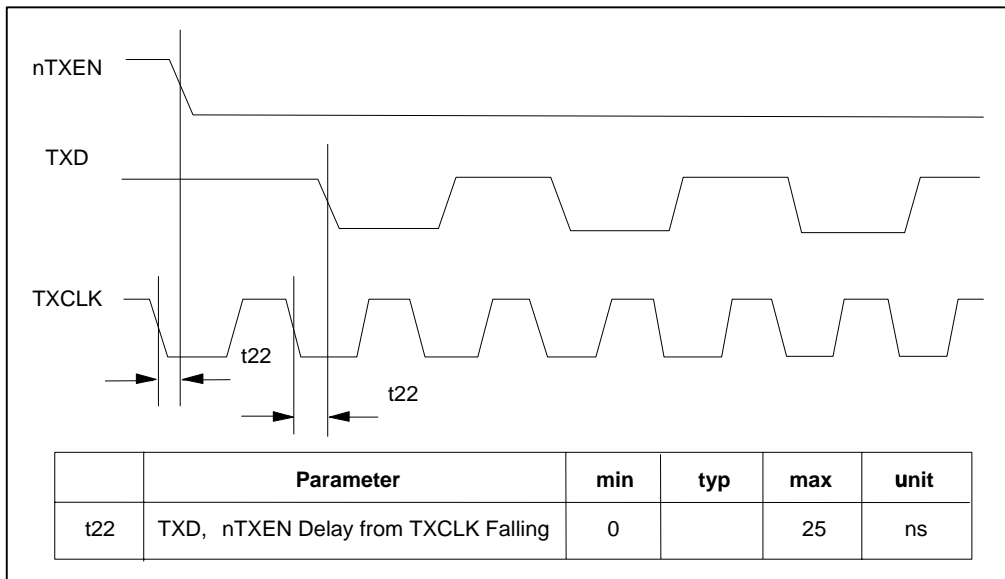 nTXEN
TXD
TXCLK
t22
t22
Parameter min typ max unit
t22 TXD, nTXEN Delay from TXCLK Falling 0 25 ns